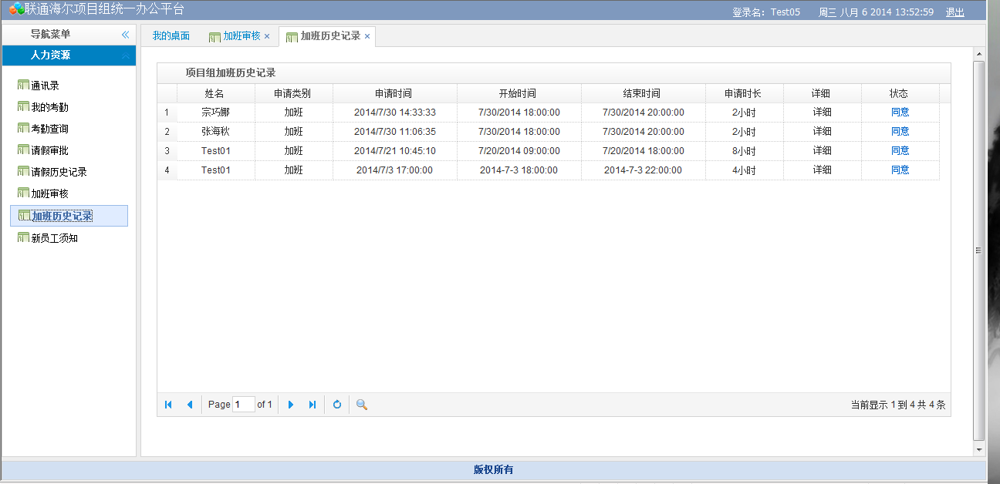 联通海尔项目组统一办公平台
登录名：Test05 周三 八月 6 2014 13:52:59 退出
导航菜单
人力资源
通讯录
我的考勤
考勤查询
请假审批
请假历史记录
加班审核
加班历史记录
新员工须知
我的桌面 加班审核 加班历史记录
项目组加班历史记录
姓名 申请类别 申请时间 开始时间 结束时间 申请时长 详细 状态
1 宗巧娜 加班 2014/7/30 14:33:33 7/30/2014 18:00:00 7/30/2014 20:00:00 2小时 详细 同意
2 张海秋 加班 2014/7/30 11:06:35 7/30/2014 18:00:00 7/30/2014 20:00:00 2小时 详细 同意
3 Test01 加班 2014/7/21 10:45:10 7/20/2014 09:00:00 7/20/2014 18:00:00 8小时 详细 同意
4 Test01 加班 2014/7/3 17:00:00 2014-7-3 18:00:00 2014-7-3 22:00:00 4小时 详细 同意
Page 1 of 1
当前显示 1 到 4 共 4 条
版权所有